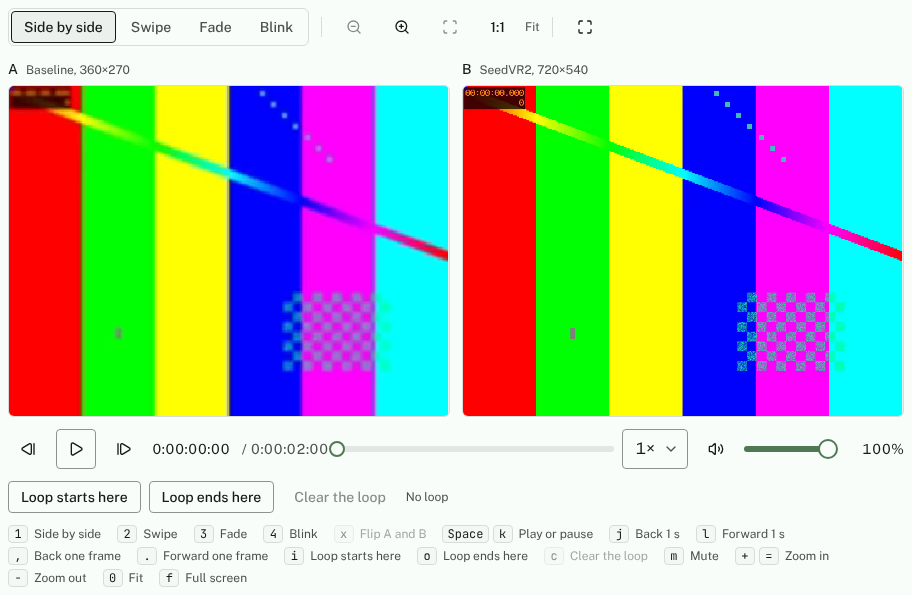 Side by side Swipe Fade Blink 1:1 Fit
A Baseline, 360×270
B SeedVR2, 720×540
00:00:00.000
0
0:00:00:00 / 0:00:02:00 1× 100%
Loop starts here Loop ends here Clear the loop No loop
1 Side by side 2 Swipe 3 Fade 4 Blink x Flip A and B Space k Play or pause j Back 1 s l Forward 1 s
, Back one frame . Forward one frame i Loop starts here o Loop ends here c Clear the loop m Mute + = Zoom in
- Zoom out 0 Fit f Full screen